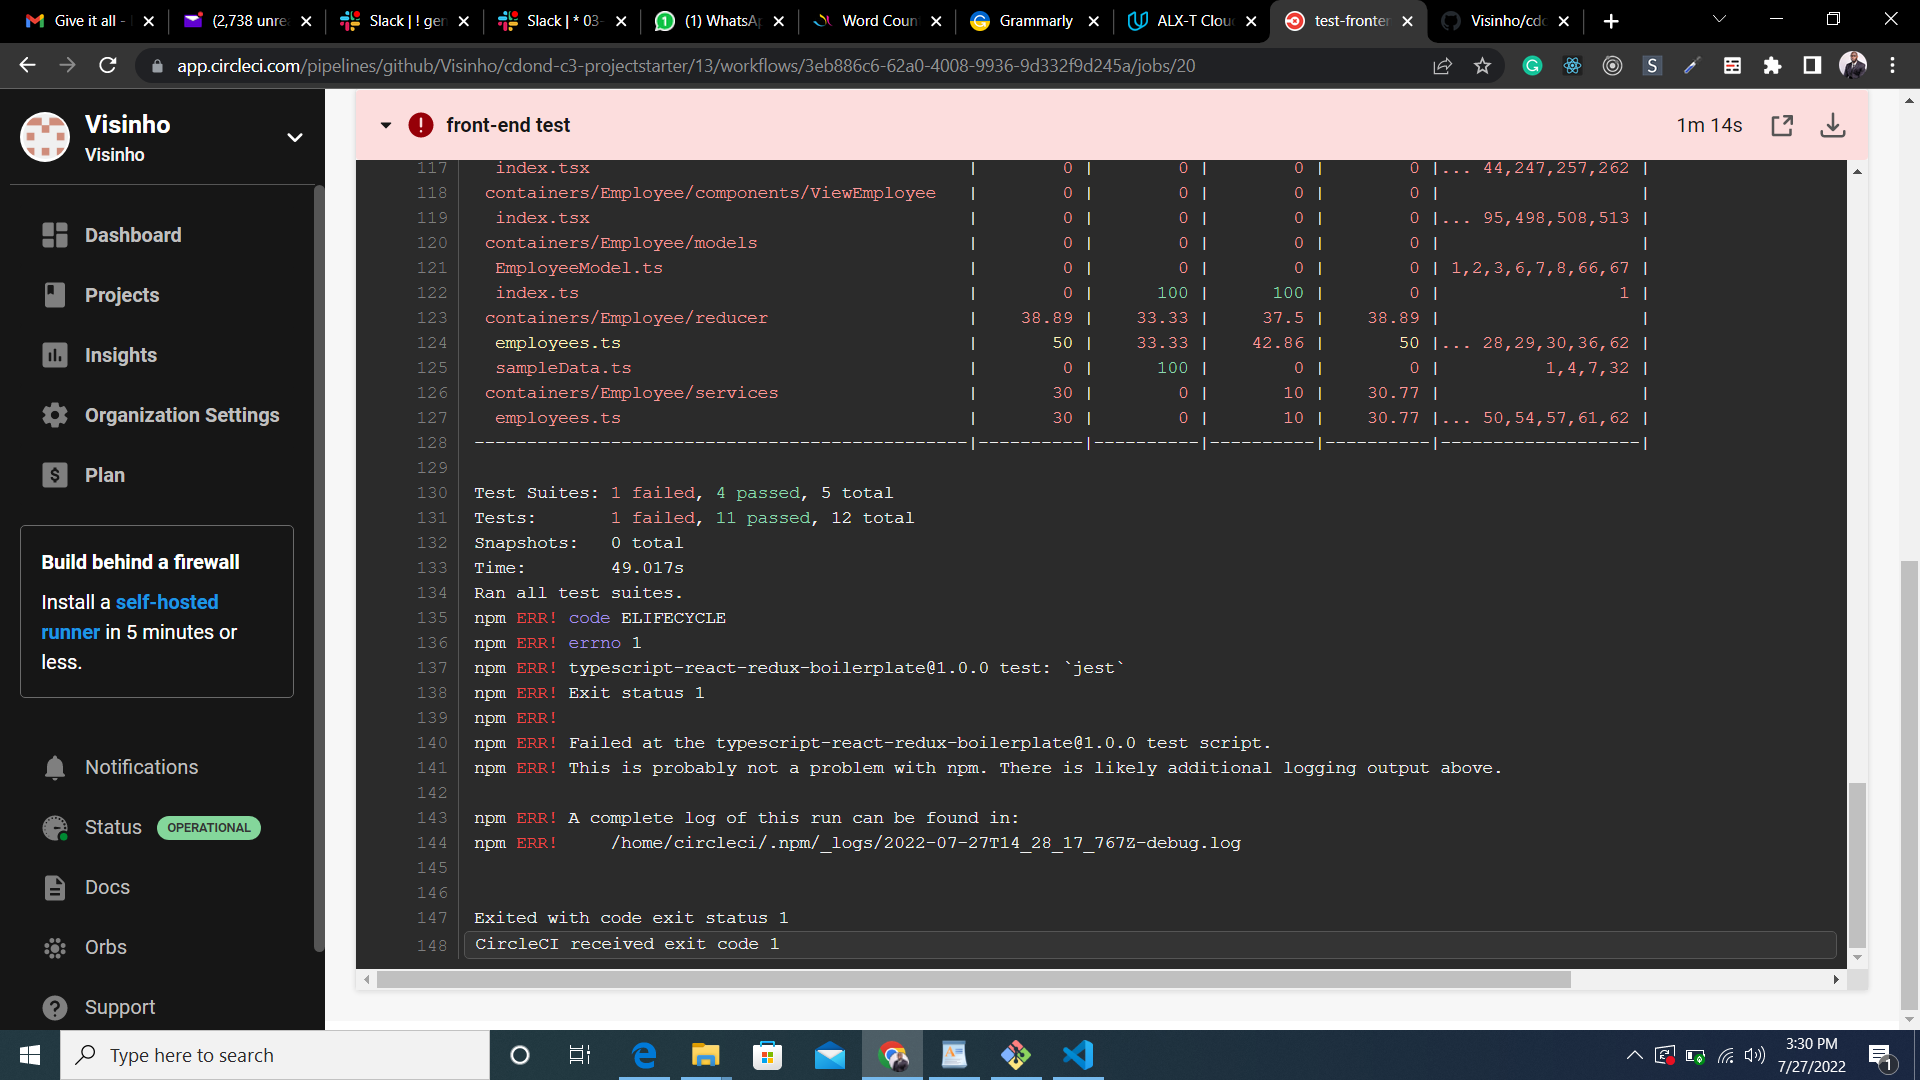 Give it all -
(2,738 unre
Slack | ! gen
Slack | * 03-
(1) WhatsA
Word Coun
Grammarly
ALX-T Clou
test-fronten
Visinho/cdo
app.circleci.com/pipelines/github/Visinho/cdond-c3-projectstarter/13/workflows/3eb886c6-62a0-4008-9936-9d332f9d245a/jobs/20
Visinho
Visinho
Dashboard
Projects
Insights
Organization Settings
Plan
Build behind a firewall
Install a self-hosted
runner in 5 minutes or
less.
Notifications
Status OPERATIONAL
Docs
Orbs
Support
front-end test 1m 14s
117 index.tsx | 0 | 0 | 0 | 0 |... 44,247,257,262 |
118 containers/Employee/components/ViewEmployee | 0 | 0 | 0 | 0 | |
119 index.tsx | 0 | 0 | 0 | 0 |... 95,498,508,513 |
120 containers/Employee/models | 0 | 0 | 0 | 0 | |
121 EmployeeModel.ts | 0 | 0 | 0 | 0 | 1,2,3,6,7,8,66,67 |
122 index.ts | 0 | 100 | 100 | 0 | 1 |
123 containers/Employee/reducer | 38.89 | 33.33 | 37.5 | 38.89 | |
124 employees.ts | 50 | 33.33 | 42.86 | 50 |... 28,29,30,36,62 |
125 sampleData.ts | 0 | 100 | 0 | 0 | 1,4,7,32 |
126 containers/Employee/services | 30 | 0 | 10 | 30.77 | |
127 employees.ts | 30 | 0 | 10 | 30.77 |... 50,54,57,61,62 |
128 -----------------------------------------------|----------|----------|----------|----------|-------------------|
129
130 Test Suites: 1 failed, 4 passed, 5 total
131 Tests: 1 failed, 11 passed, 12 total
132 Snapshots: 0 total
133 Time: 49.017s
134 Ran all test suites.
135 npm ERR! code ELIFECYCLE
136 npm ERR! errno 1
137 npm ERR! typescript-react-redux-boilerplate@1.0.0 test: `jest`
138 npm ERR! Exit status 1
139 npm ERR!
140 npm ERR! Failed at the typescript-react-redux-boilerplate@1.0.0 test script.
141 npm ERR! This is probably not a problem with npm. There is likely additional logging output above.
142
143 npm ERR! A complete log of this run can be found in:
144 npm ERR! /home/circleci/.npm/_logs/2022-07-27T14_28_17_767Z-debug.log
145
146
147 Exited with code exit status 1
148 CircleCI received exit code 1
Type here to search
3:30 PM
7/27/2022
1